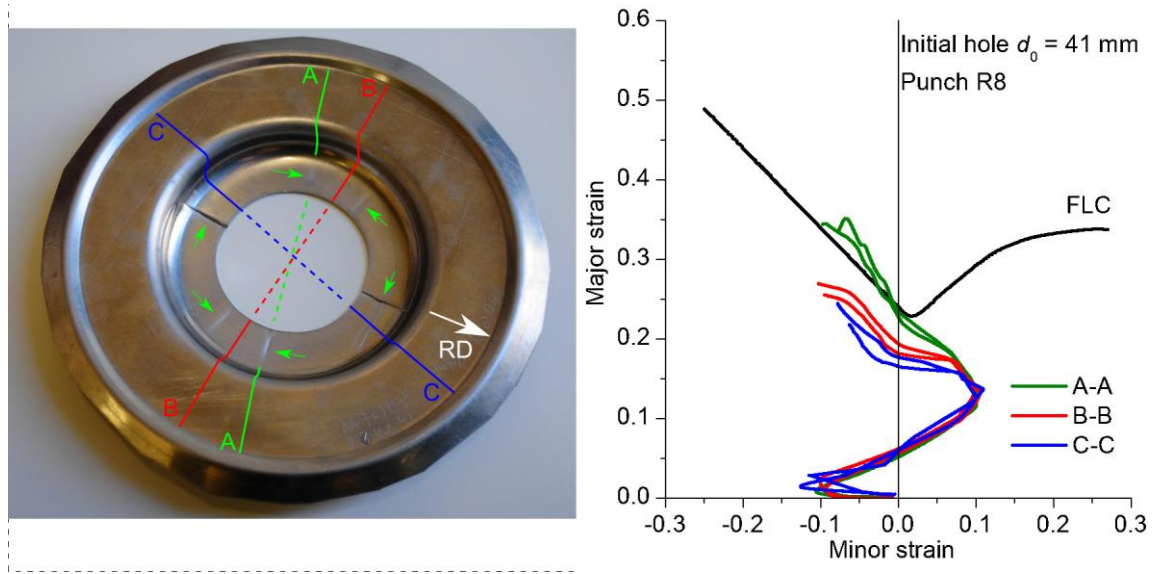 A
B
C
RD
B
A
C
Initial hole d₀ = 41 mm
Punch R8
FLC
A-A
B-B
C-C
Major strain
0.6
0.5
0.4
0.3
0.2
0.1
0.0
-0.3 -0.2 -0.1 0.0 0.1 0.2 0.3
Minor strain